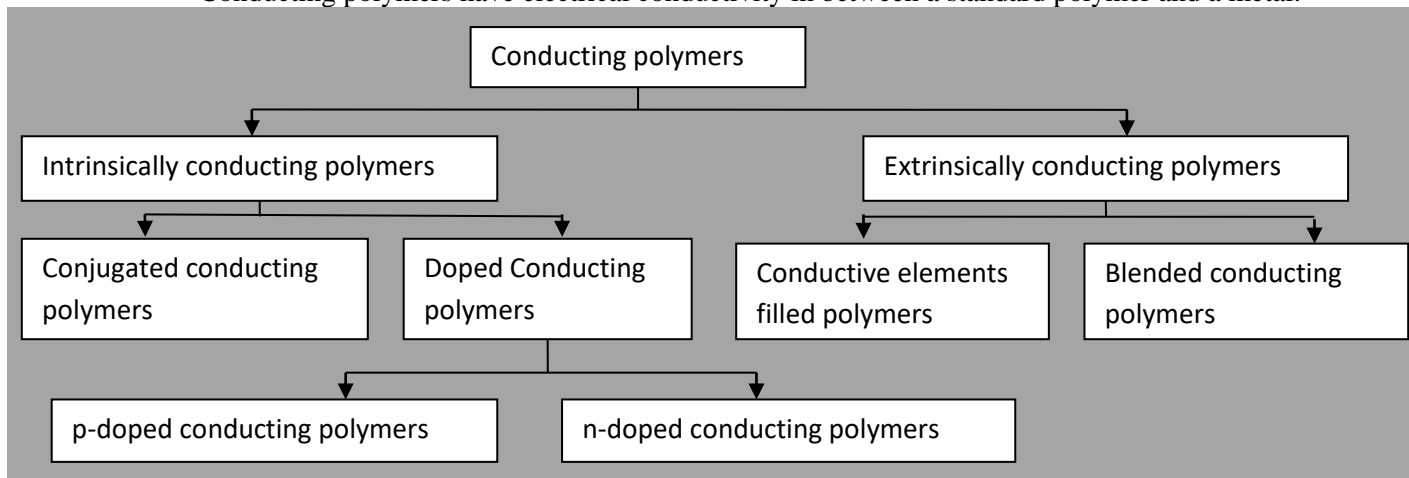 Conducting polymers have electrical conductivity in between a standard polymer and a metal.
Conducting polymers
Intrinsically conducting polymers
Extrinsically conducting polymers
Conjugated conducting
polymers
Doped Conducting
polymers
Conductive elements
filled polymers
Blended conducting
polymers
p-doped conducting polymers
n-doped conducting polymers